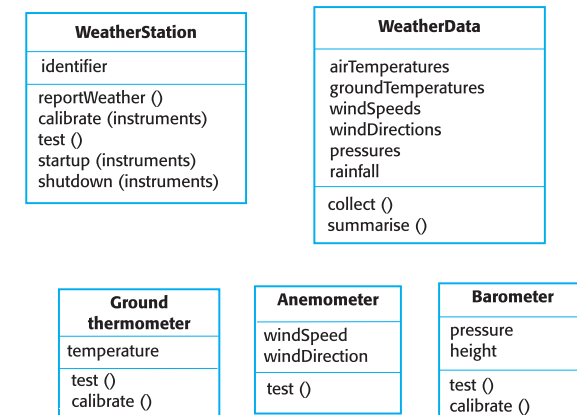 WeatherStation
identifier
reportWeather ()
calibrate (instruments)
test ()
startup (instruments)
shutdown (instruments)
WeatherData
airTemperatures
groundTemperatures
windSpeeds
windDirections
pressures
rainfall
collect ()
summarise ()
Ground
thermometer
temperature
test ()
calibrate ()
Anemometer
windSpeed
windDirection
test ()
Barometer
pressure
height
test ()
calibrate ()